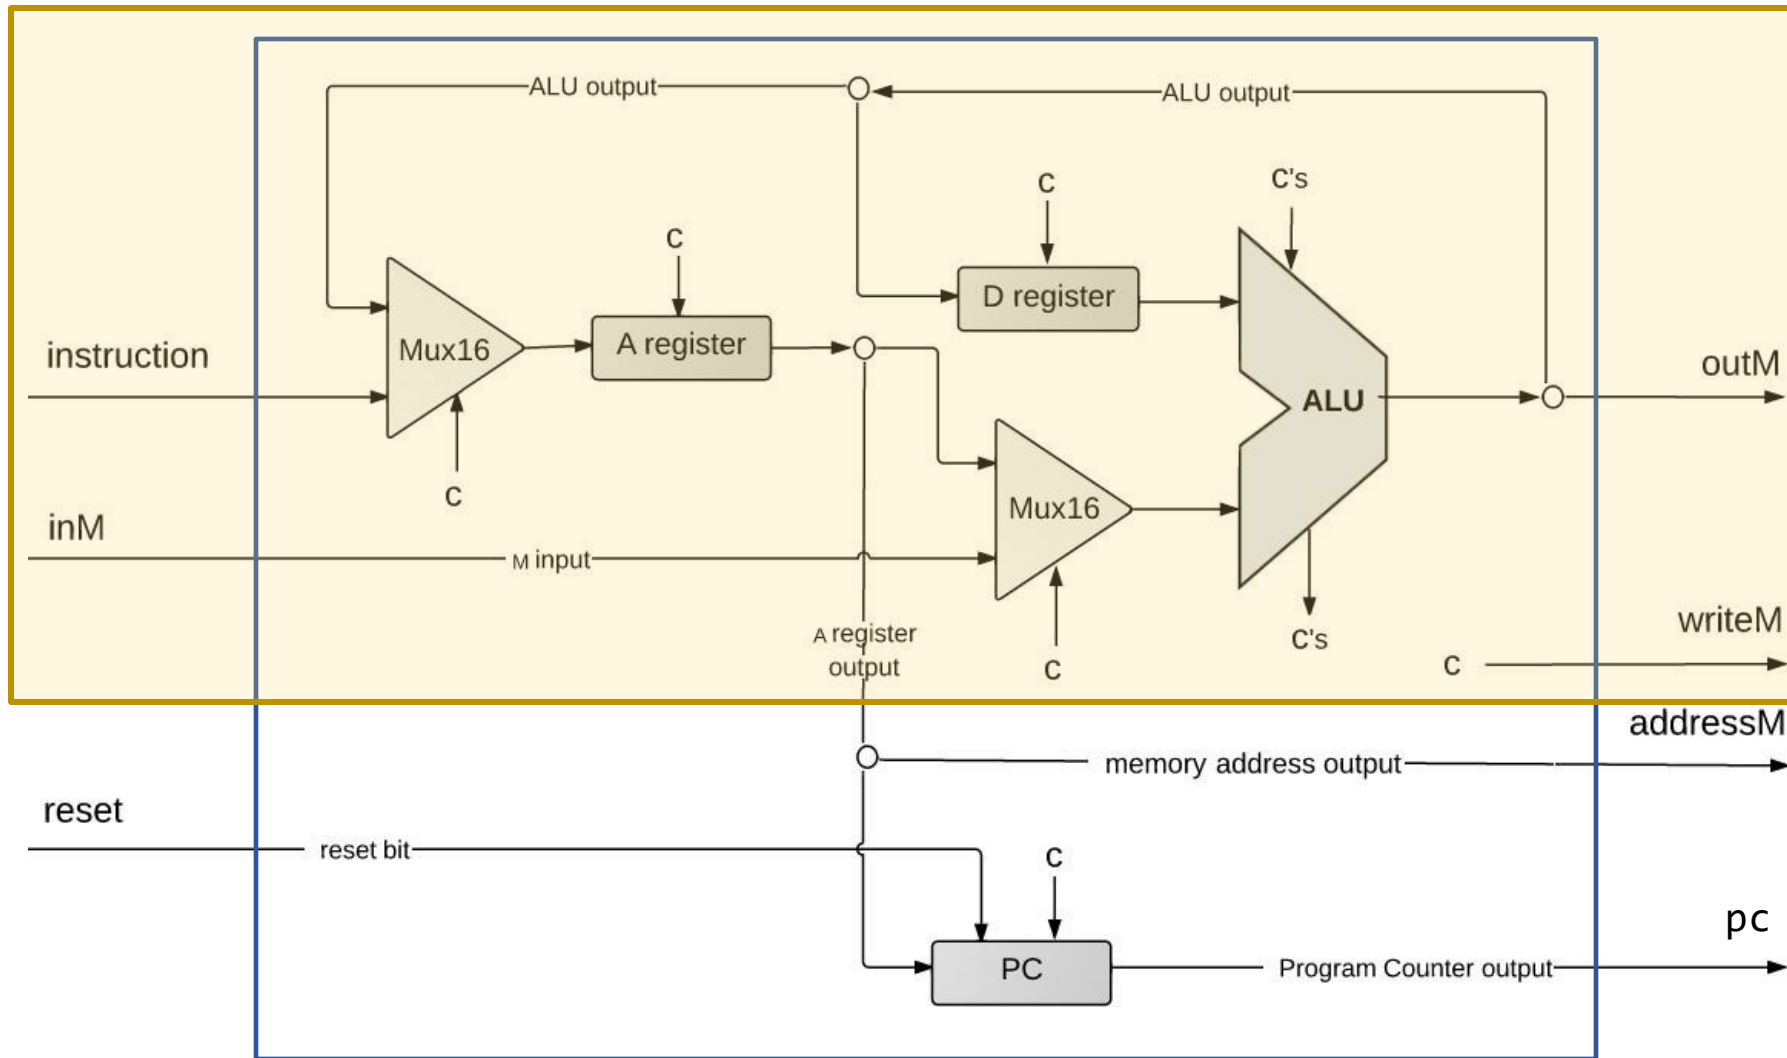 ALU output
ALU output
c
c's
c
D register
instruction
Mux16
A register
outM
ALU
c
inM
Mux16
M input
A register
output
c
c's
writeM
c
addressM
memory address output
reset
reset bit
c
pc
PC
Program Counter output